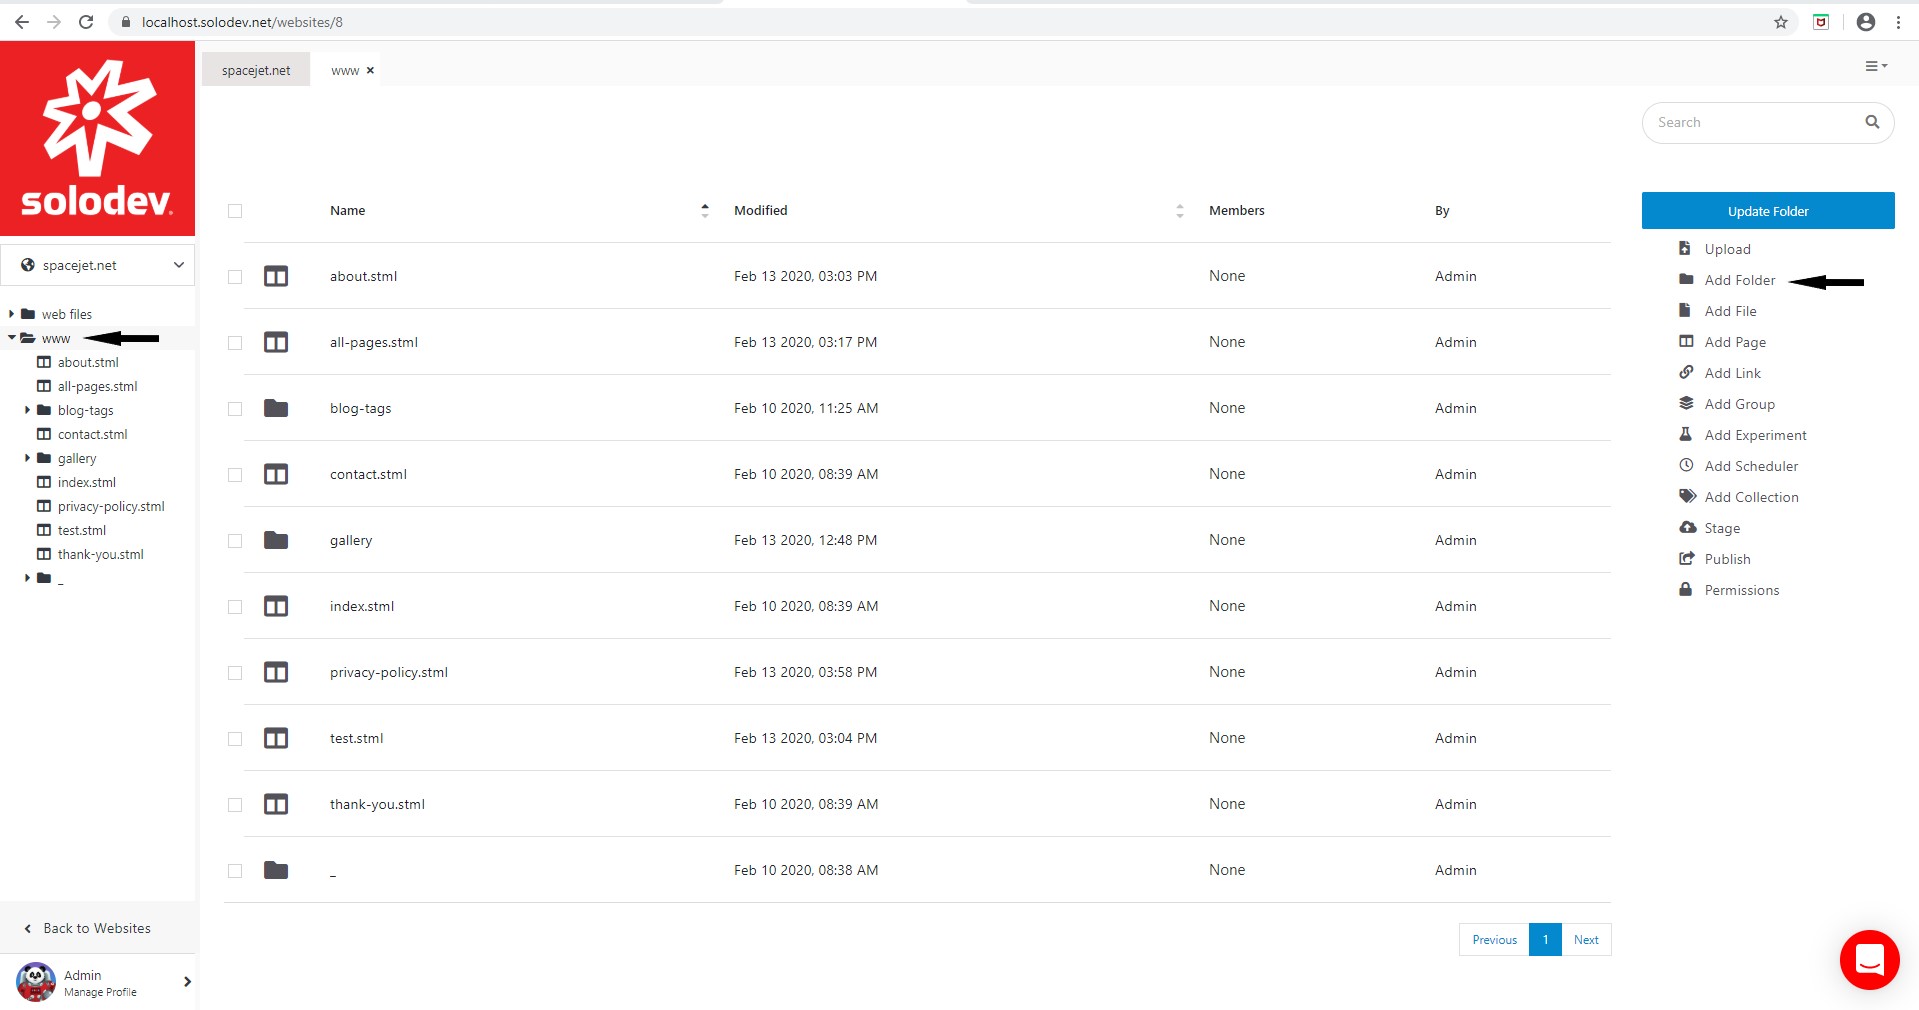 localhost.solodev.net/websites/8
solodev
spacejet.net
www
Search
spacejet.net
web files
www
about.stml
all-pages.stml
blog-tags
contact.stml
gallery
index.stml
privacy-policy.stml
test.stml
thank-you.stml
_
Back to Websites
Admin
Manage Profile
Name Modified Members By
about.stml Feb 13 2020, 03:03 PM None Admin
all-pages.stml Feb 13 2020, 03:17 PM None Admin
blog-tags Feb 10 2020, 11:25 AM None Admin
contact.stml Feb 10 2020, 08:39 AM None Admin
gallery Feb 13 2020, 12:48 PM None Admin
index.stml Feb 10 2020, 08:39 AM None Admin
privacy-policy.stml Feb 13 2020, 03:58 PM None Admin
test.stml Feb 13 2020, 03:04 PM None Admin
thank-you.stml Feb 10 2020, 08:39 AM None Admin
_ Feb 10 2020, 08:38 AM None Admin
Previous 1 Next
Update Folder
Upload
Add Folder
Add File
Add Page
Add Link
Add Group
Add Experiment
Add Scheduler
Add Collection
Stage
Publish
Permissions